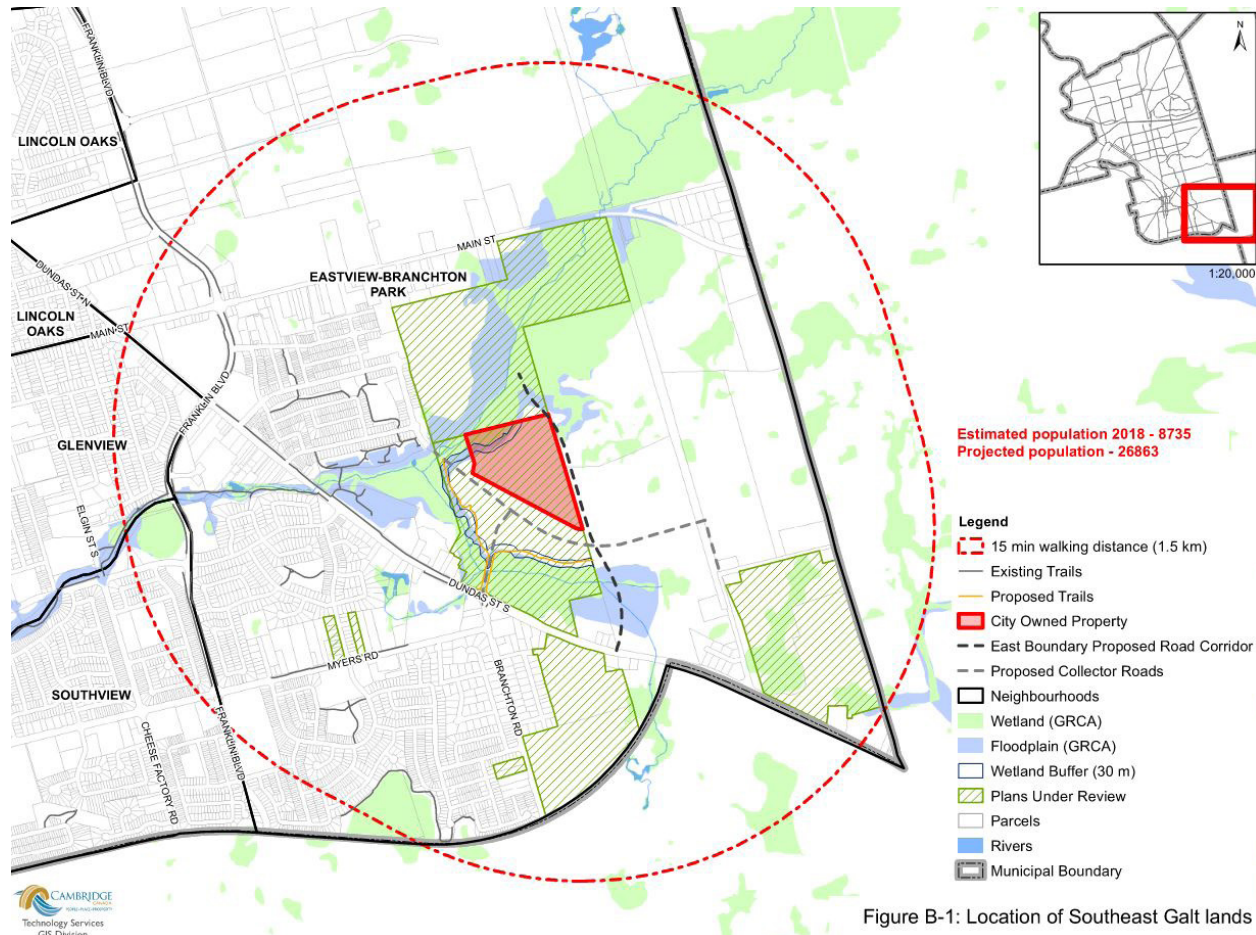 N
1:20,000
FRANKLIN BLVD
LINCOLN OAKS
MAIN ST
DUNDAS ST N
EASTVIEW-BRANCHTON
PARK
LINCOLN
OAKS
MAIN ST
FRANKLIN BLVD
GLENVIEW
ELGIN ST S
DUNDAS ST S
MYERS RD
BRANCHTON RD
SOUTHVIEW
CHEESE FACTORY RD
FRANKLIN BLVD
Estimated population 2018 - 8735
Projected population - 26863
Legend
15 min walking distance (1.5 km)
Existing Trails
Proposed Trails
City Owned Property
East Boundary Proposed Road Corridor
Proposed Collector Roads
Neighbourhoods
Wetland (GRCA)
Floodplain (GRCA)
Wetland Buffer (30 m)
Plans Under Review
Parcels
Rivers
Municipal Boundary
CAMBRIDGE
CANADA
Technology Services
GIS Division
Figure B-1: Location of Southeast Galt lands